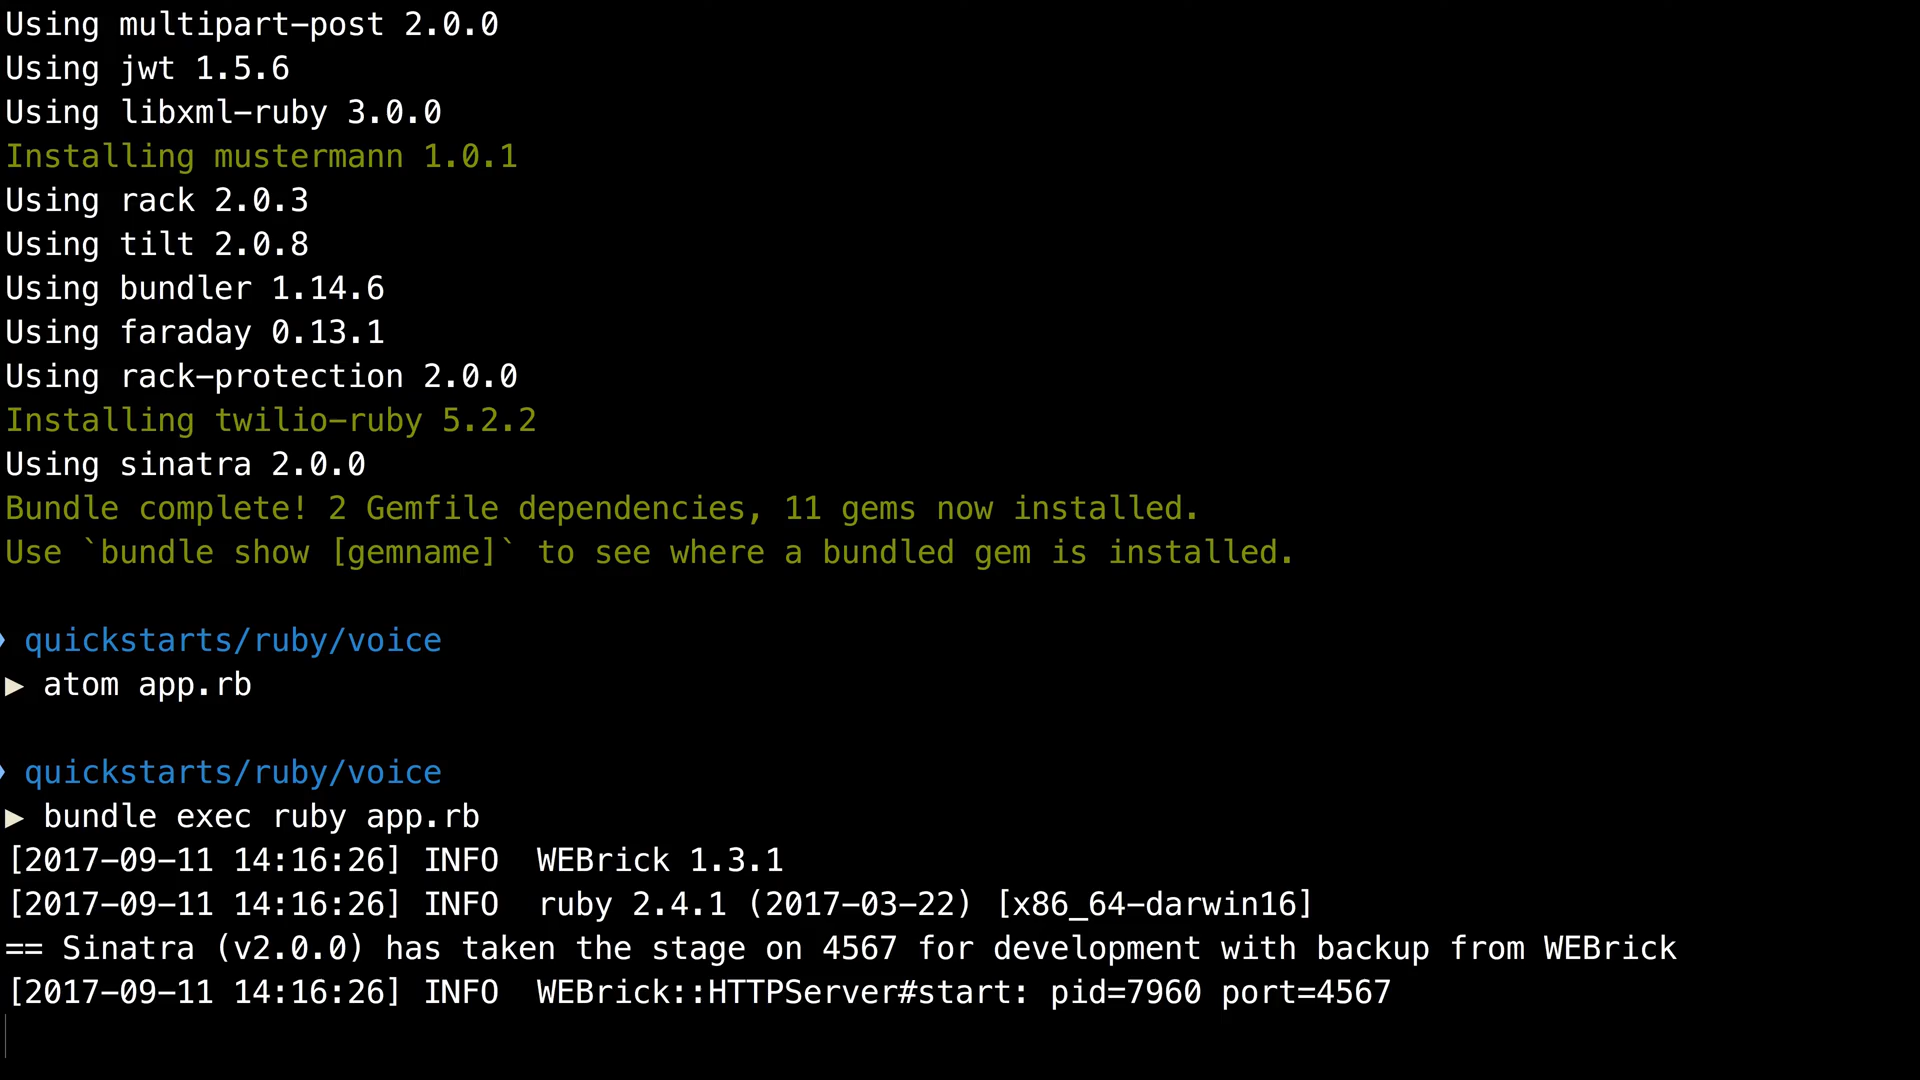 Using multipart-post 2.0.0
Using jwt 1.5.6
Using libxml-ruby 3.0.0
Installing mustermann 1.0.1
Using rack 2.0.3
Using tilt 2.0.8
Using bundler 1.14.6
Using faraday 0.13.1
Using rack-protection 2.0.0
Installing twilio-ruby 5.2.2
Using sinatra 2.0.0
Bundle complete! 2 Gemfile dependencies, 11 gems now installed.
Use `bundle show [gemname]` to see where a bundled gem is installed.
quickstarts/ruby/voice
▶ atom app.rb
quickstarts/ruby/voice
▶ bundle exec ruby app.rb
[2017-09-11 14:16:26] INFO  WEBrick 1.3.1
[2017-09-11 14:16:26] INFO  ruby 2.4.1 (2017-03-22) [x86_64-darwin16]
== Sinatra (v2.0.0) has taken the stage on 4567 for development with backup from WEBrick
[2017-09-11 14:16:26] INFO  WEBrick::HTTPServer#start: pid=7960 port=4567